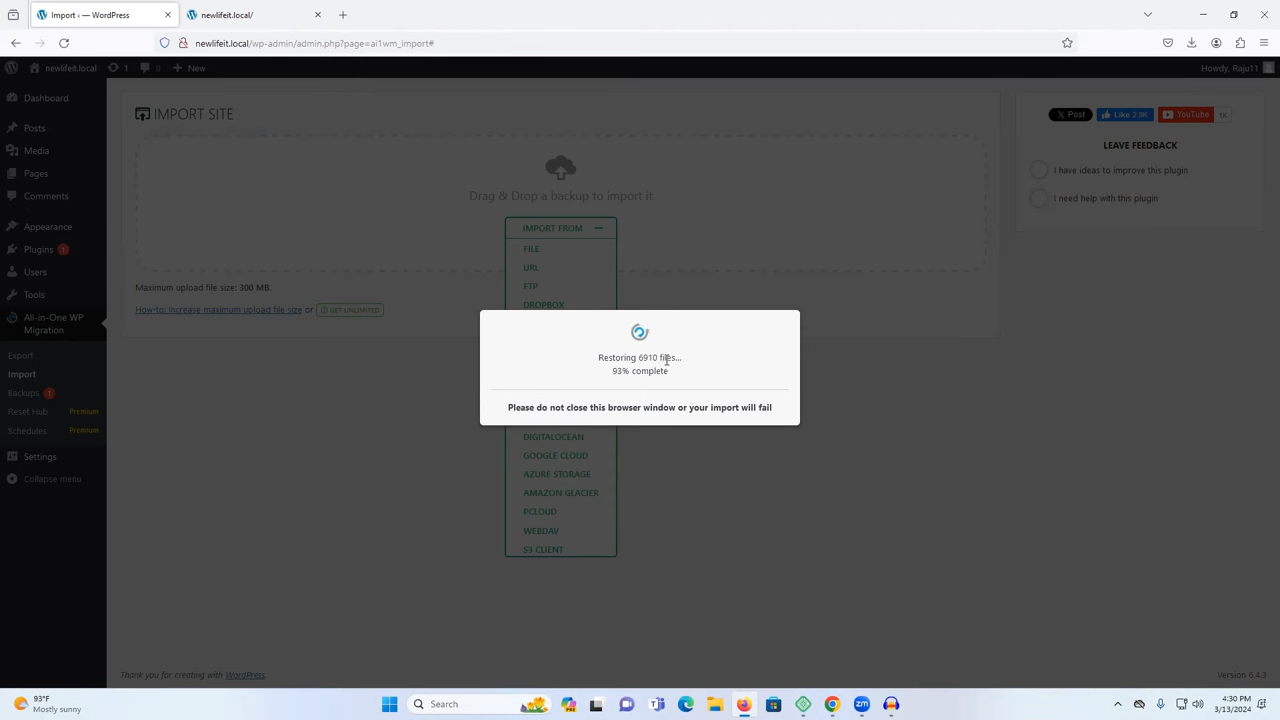 Import ‹ — WordPress
newlifeit.local/
newlifeit.local/wp-admin/admin.php?page=ai1wm_import#
newlifeit.local
1
0
New
Howdy, Raju11
Dashboard
Posts
Media
Pages
Comments
Appearance
Plugins 1
Users
Tools
All-in-One WP
Migration
Export
Import
Backups 1
Reset Hub Premium
Schedules Premium
Settings
Collapse menu
IMPORT SITE
Drag & Drop a backup to import it
IMPORT FROM
FILE
URL
FTP
DROPBOX
DIGITALOCEAN
GOOGLE CLOUD
AZURE STORAGE
AMAZON GLACIER
PCLOUD
WEBDAV
S3 CLIENT
Maximum upload file size: 300 MB.
How-to: Increase maximum upload file size or GET UNLIMITED
Restoring 6910 files...
93% complete
Please do not close this browser window or your import will fail
X Post
Like 2.9K
YouTube 1K
LEAVE FEEDBACK
I have ideas to improve this plugin
I need help with this plugin
Thank you for creating with WordPress.
Version 6.4.3
93°F
Mostly sunny
Search
zm
4:30 PM
3/13/2024